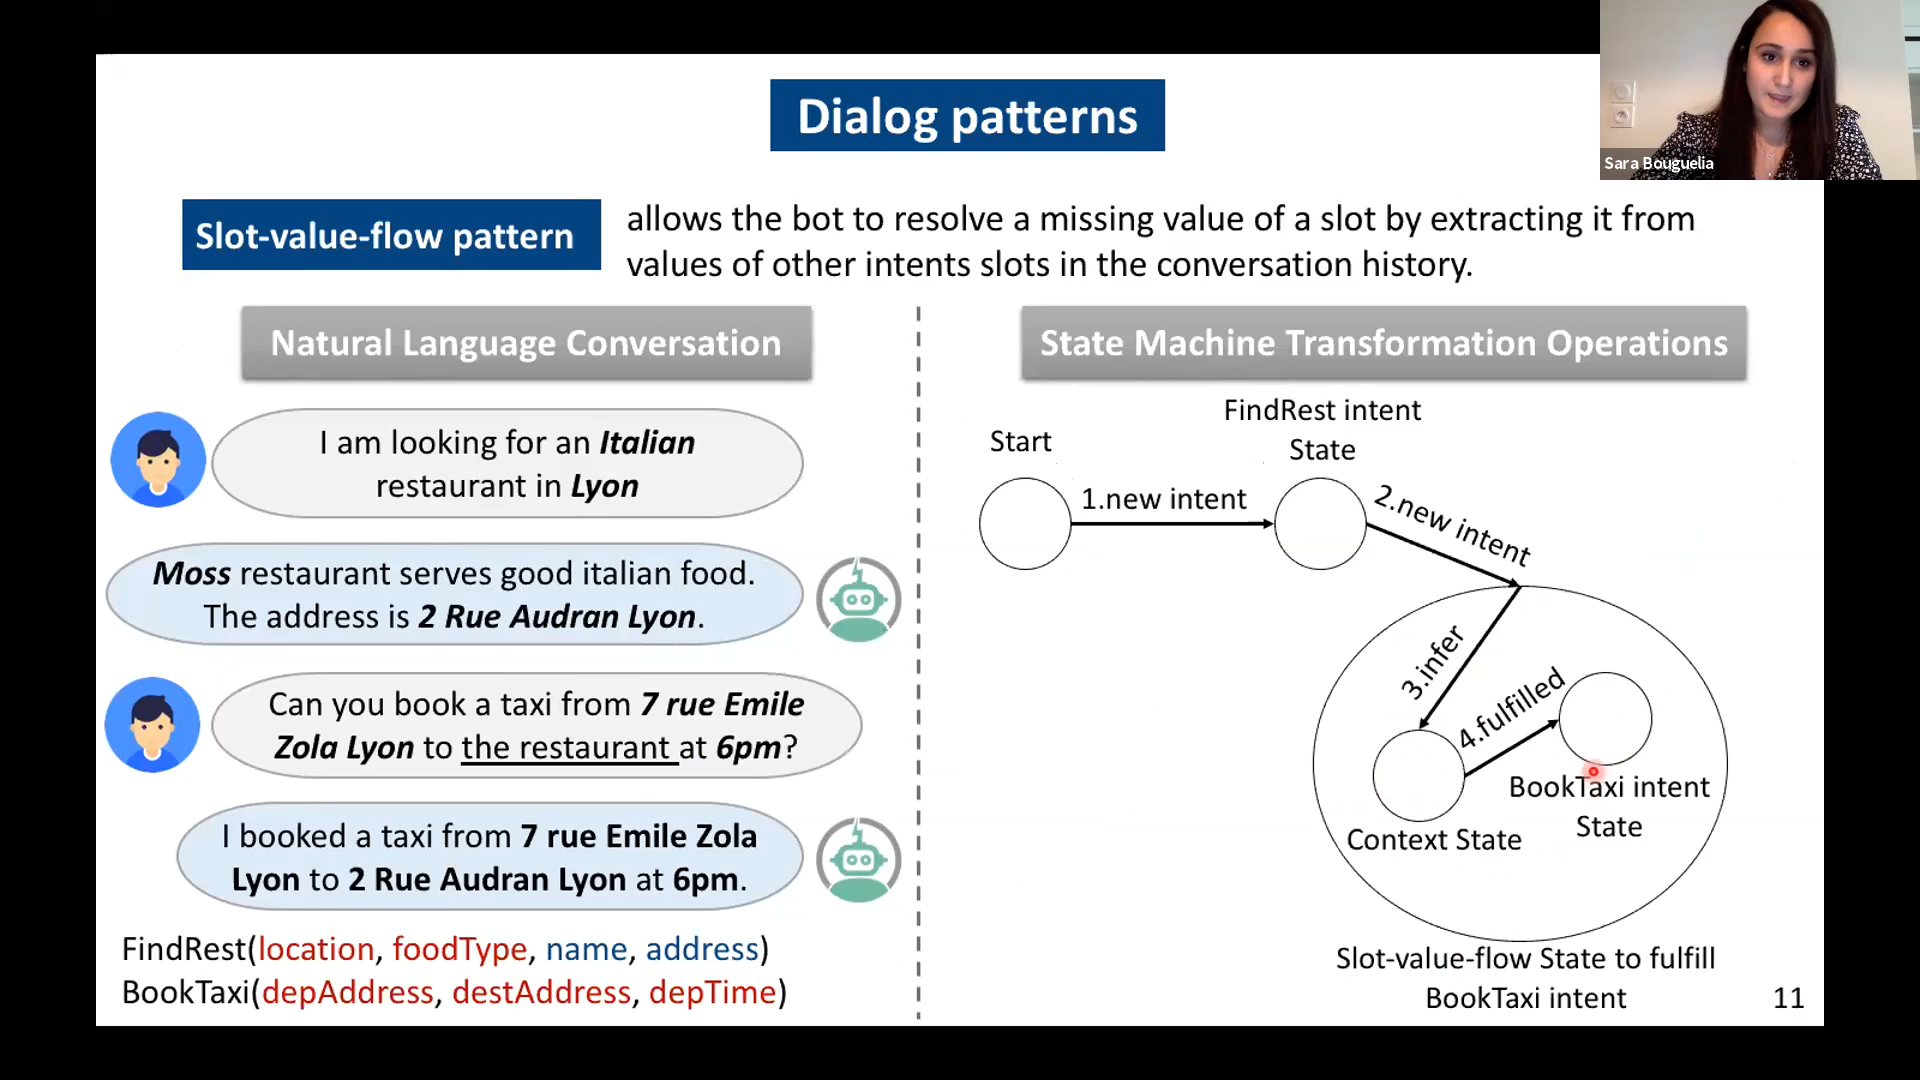 Dialog patterns
Sara Bouguelia
Slot-value-flow pattern
allows the bot to resolve a missing value of a slot by extracting it from
values of other intents slots in the conversation history.
Natural Language Conversation
I am looking for an Italian
restaurant in Lyon
Moss restaurant serves good italian food.
The address is 2 Rue Audran Lyon.
Can you book a taxi from 7 rue Emile
Zola Lyon to the restaurant at 6pm?
I booked a taxi from 7 rue Emile Zola
Lyon to 2 Rue Audran Lyon at 6pm.
FindRest(location, foodType, name, address)
BookTaxi(depAddress, destAddress, depTime)
State Machine Transformation Operations
Start
FindRest intent
State
1.new intent
2.new intent
3.infer
4.fulfilled
Context State
BookTaxi intent
State
Slot-value-flow State to fulfill
BookTaxi intent
11